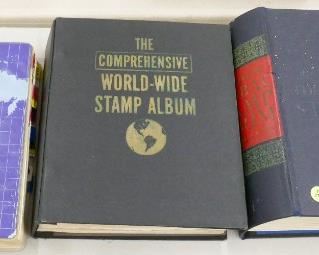 THE
COMPREHENSIVE
WORLD-WIDE
STAMP ALBUM